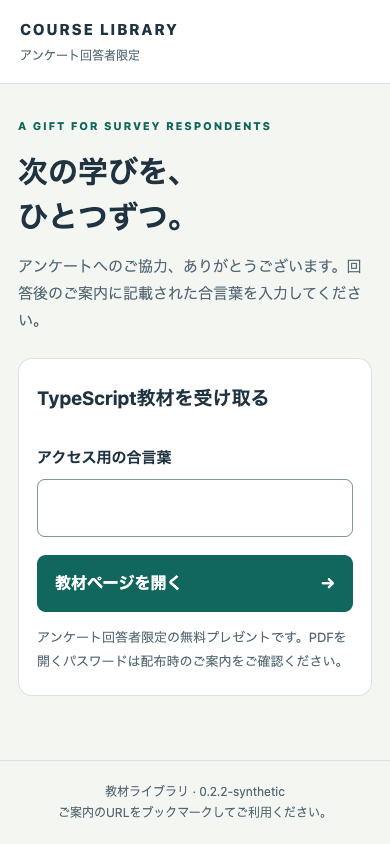 COURSE LIBRARY
アンケート回答者限定
A GIFT FOR SURVEY RESPONDENTS
次の学びを、
ひとつずつ。
アンケートへのご協力、ありがとうございます。回
答後のご案内に記載された合言葉を入力してくださ
い。
TypeScript教材を受け取る
アクセス用の合言葉
教材ページを開く →
アンケート回答者限定の無料プレゼントです。PDFを
開くパスワードは配布時のご案内をご確認ください。
教材ライブラリ · 0.2.2-synthetic
ご案内のURLをブックマークしてご利用ください。